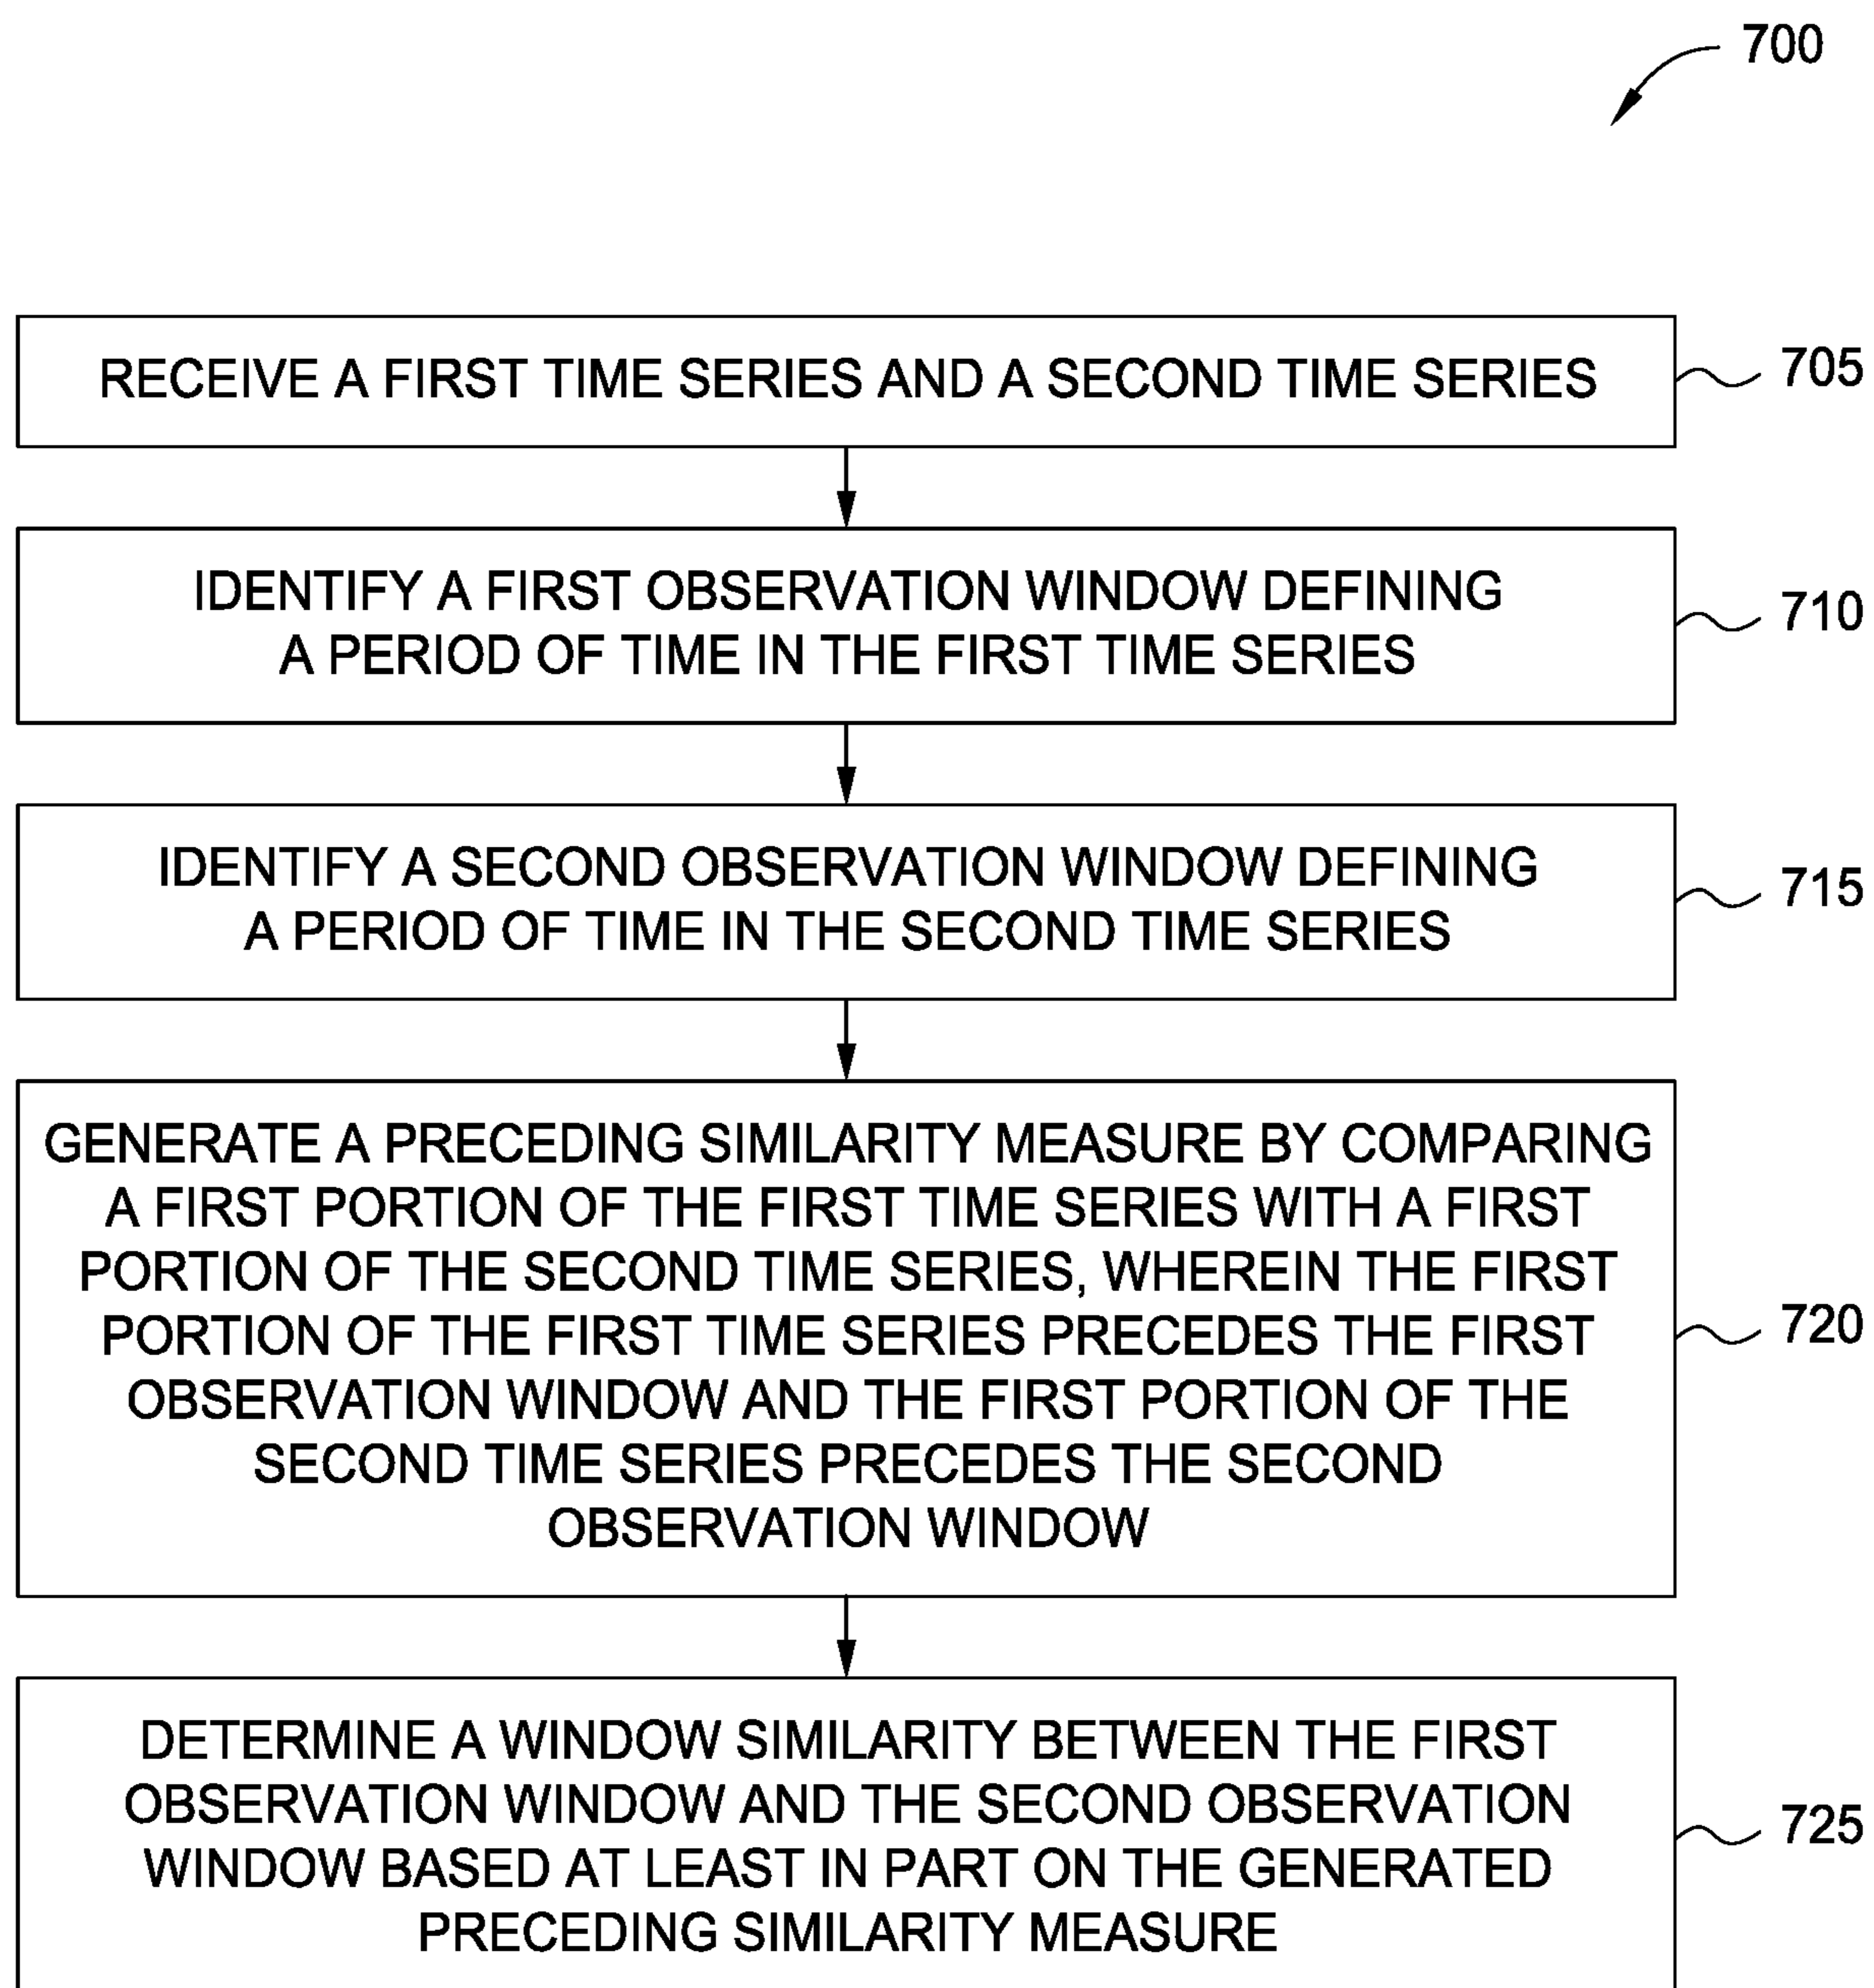 700
RECEIVE A FIRST TIME SERIES AND A SECOND TIME SERIES
705
IDENTIFY A FIRST OBSERVATION WINDOW DEFINING
A PERIOD OF TIME IN THE FIRST TIME SERIES
710
IDENTIFY A SECOND OBSERVATION WINDOW DEFINING
A PERIOD OF TIME IN THE SECOND TIME SERIES
715
GENERATE A PRECEDING SIMILARITY MEASURE BY COMPARING
A FIRST PORTION OF THE FIRST TIME SERIES WITH A FIRST
PORTION OF THE SECOND TIME SERIES, WHEREIN THE FIRST
PORTION OF THE FIRST TIME SERIES PRECEDES THE FIRST
OBSERVATION WINDOW AND THE FIRST PORTION OF THE
SECOND TIME SERIES PRECEDES THE SECOND
OBSERVATION WINDOW
720
DETERMINE A WINDOW SIMILARITY BETWEEN THE FIRST
OBSERVATION WINDOW AND THE SECOND OBSERVATION
WINDOW BASED AT LEAST IN PART ON THE GENERATED
PRECEDING SIMILARITY MEASURE
725